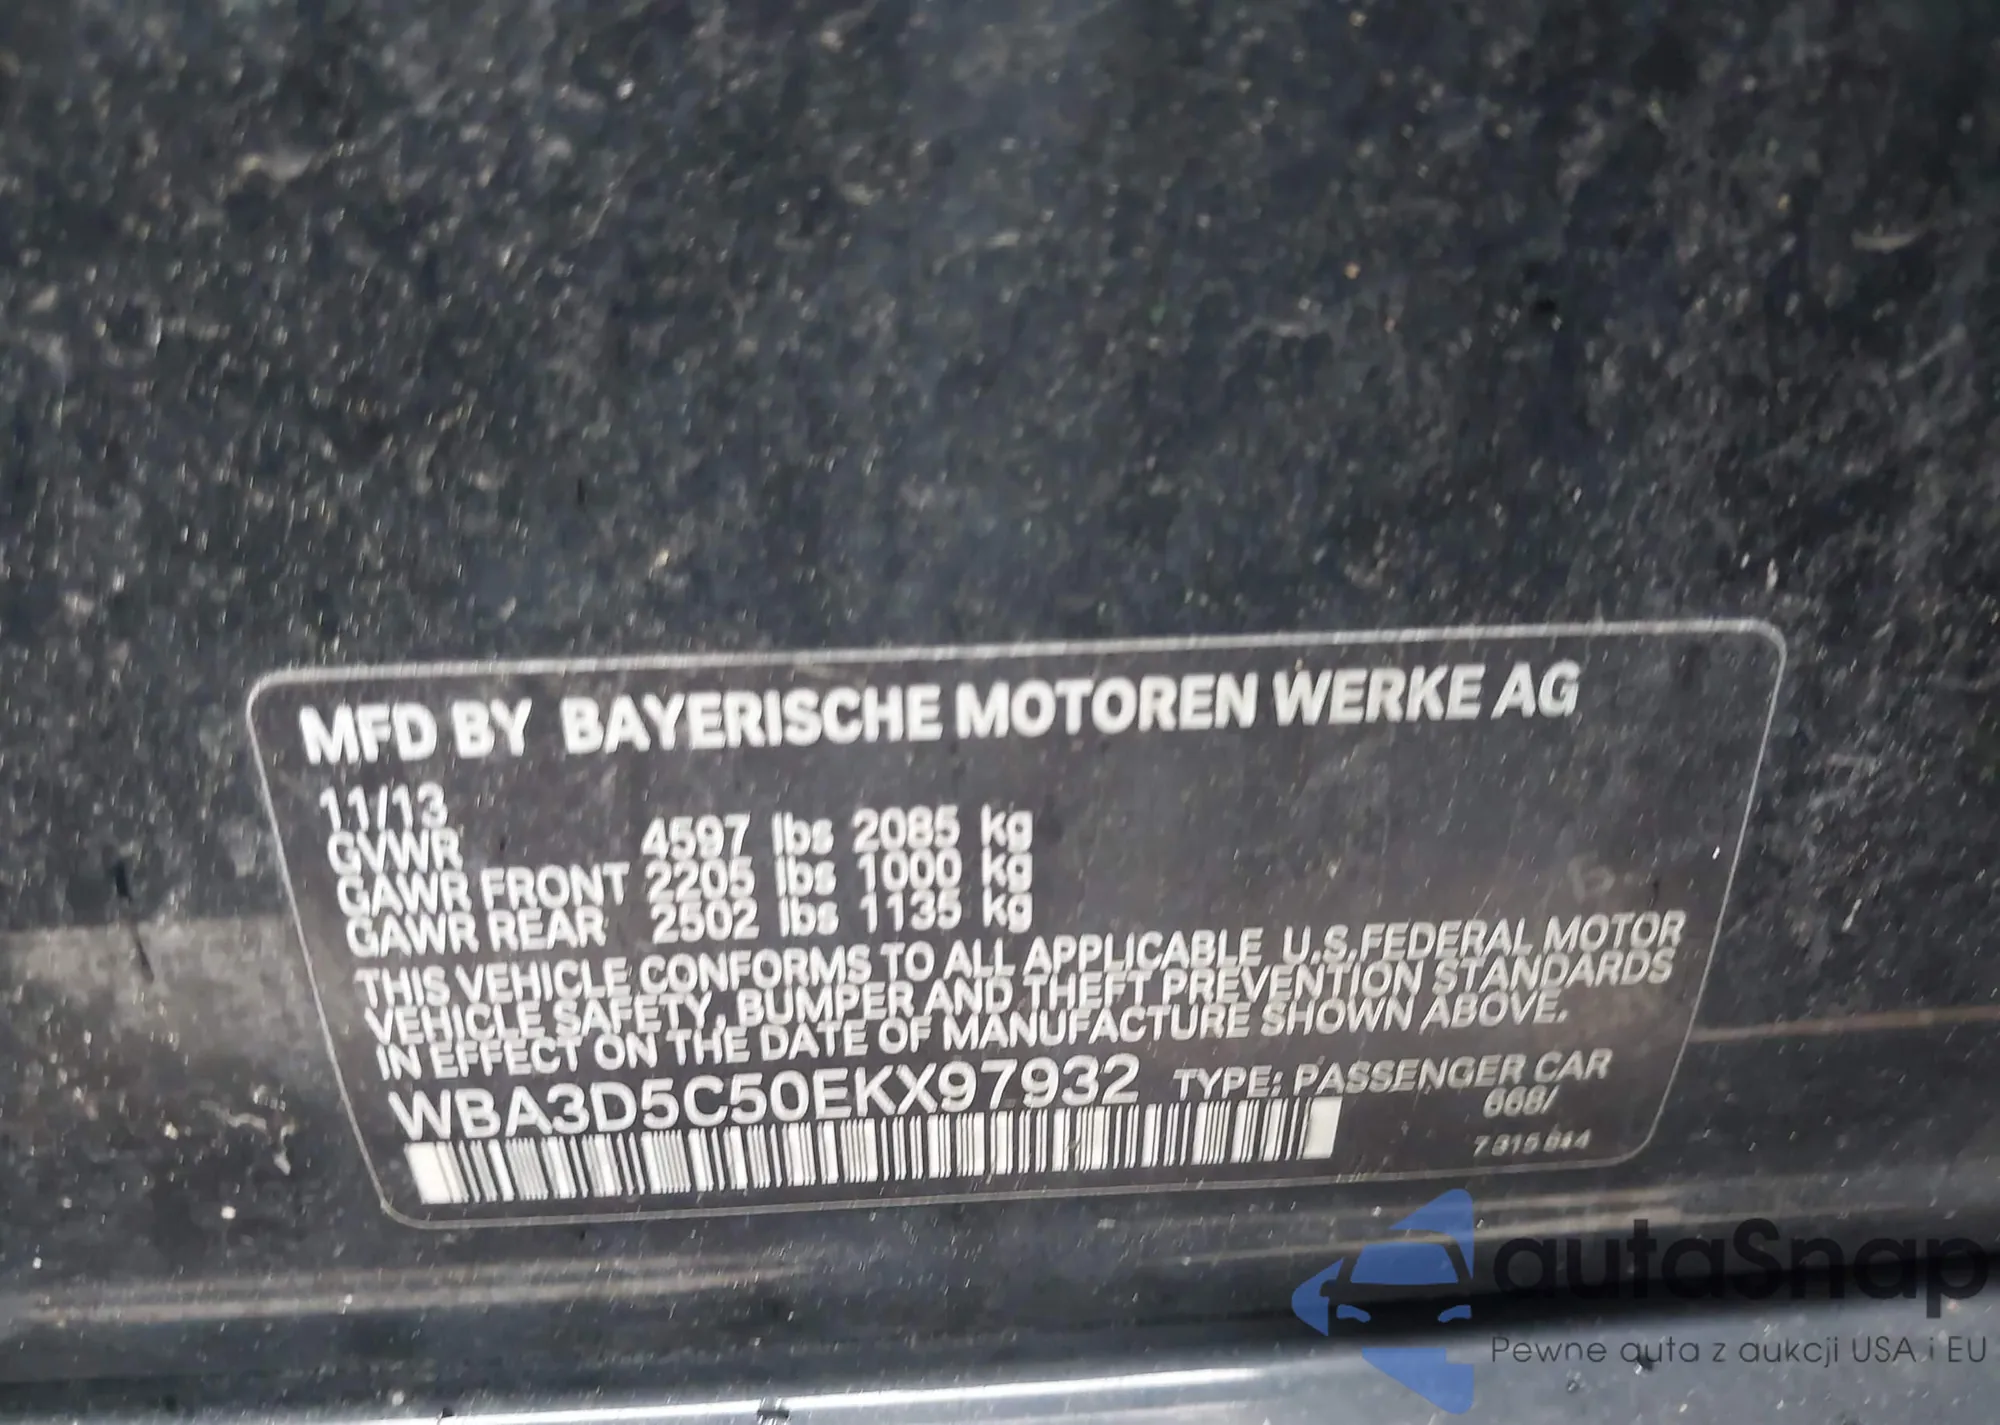 MFD BY BAYERISCHE MOTOREN WERKE AG
11/13
GVWR 4597 lbs 2085 kg
GAWR FRONT 2205 lbs 1000 kg
GAWR REAR 2502 lbs 1135 kg
THIS VEHICLE CONFORMS TO ALL APPLICABLE U.S.FEDERAL MOTOR
VEHICLE SAFETY, BUMPER AND THEFT PREVENTION STANDARDS
IN EFFECT ON THE DATE OF MANUFACTURE SHOWN ABOVE.
WBA3D5C50EKX97932 TYPE: PASSENGER CAR
668/
autaSnap
Pewne auta z aukcji USA i EU